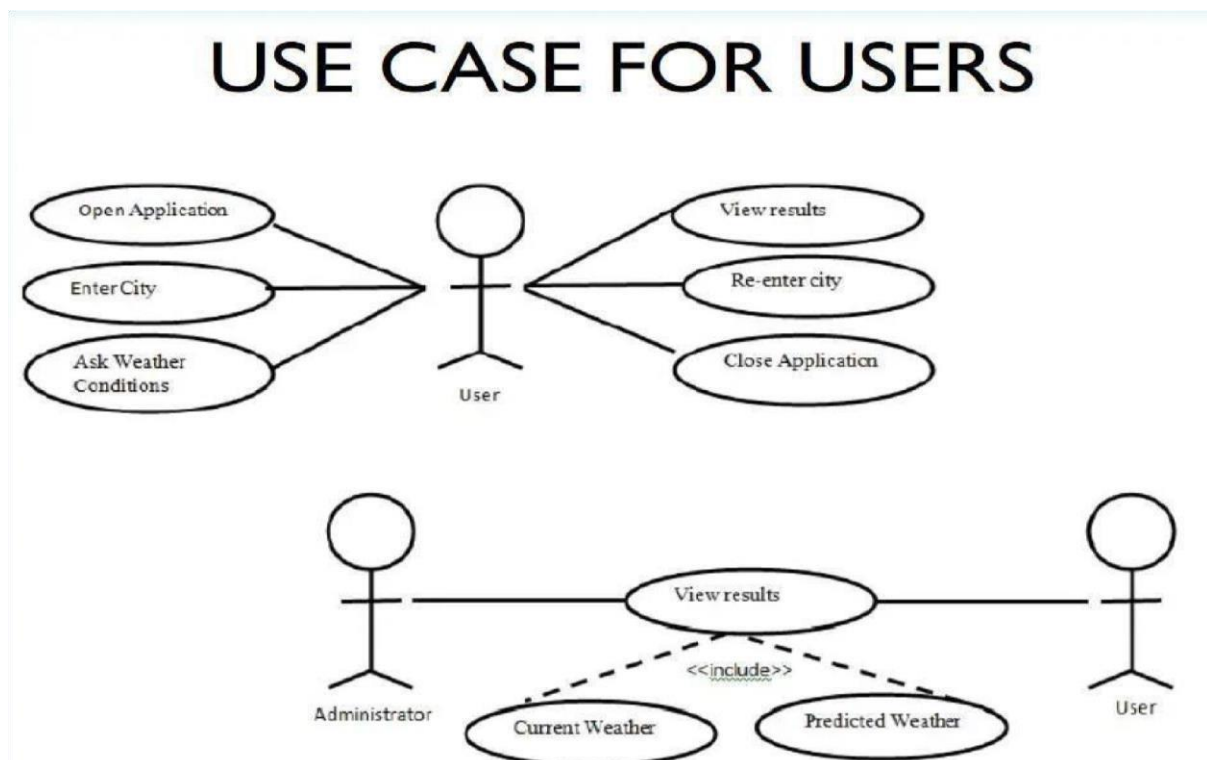 USE CASE FOR USERS
Open Application
View results
Enter City
Re-enter city
Ask Weather
Conditions
Close Application
User
View results
<<include>>
Administrator
Current Weather
Predicted Weather
User